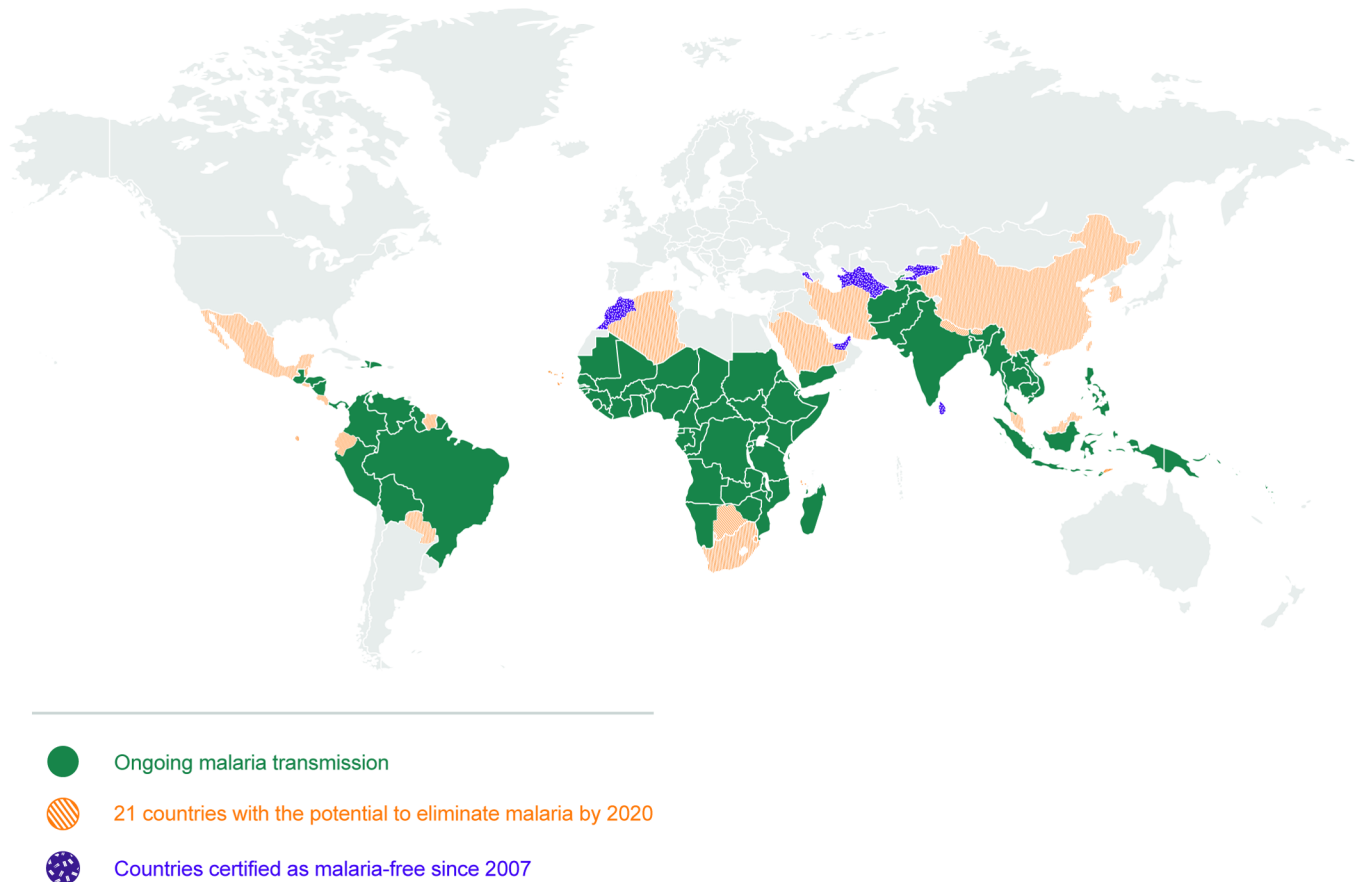 Ongoing malaria transmission
21 countries with the potential to eliminate malaria by 2020
Countries certified as malaria-free since 2007